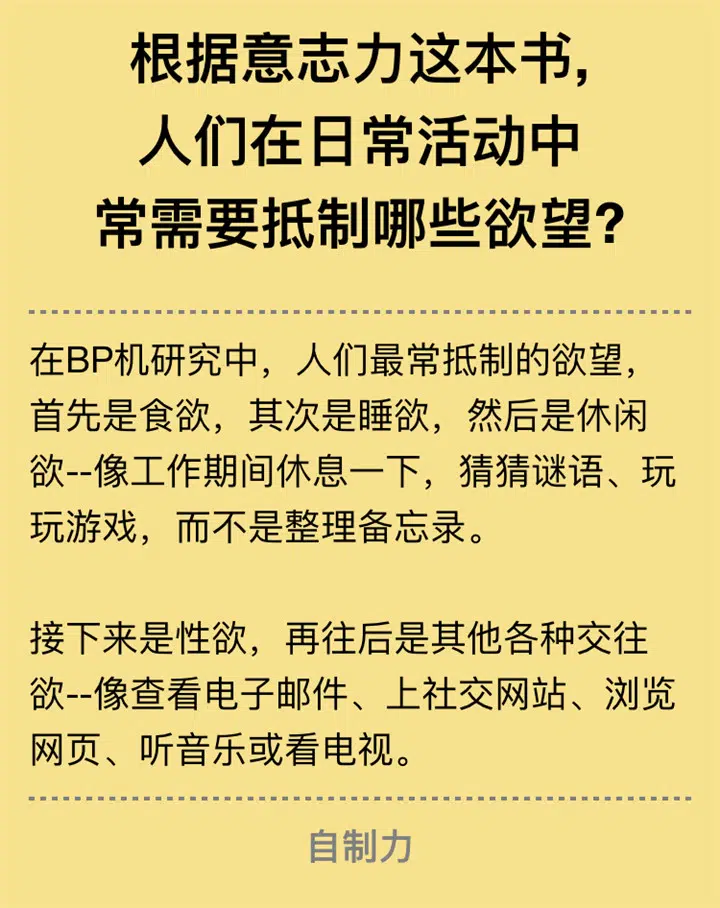 根据意志力这本书,
人们在日常活动中
常需要抵制哪些欲望?
在BP机研究中，人们最常抵制的欲望，
首先是食欲，其次是睡欲，然后是休闲
欲--像工作期间休息一下，猜猜谜语、玩
玩游戏，而不是整理备忘录。
接下来是性欲，再往后是其他各种交往
欲--像查看电子邮件、上社交网站、浏览
网页、听音乐或看电视。
自制力